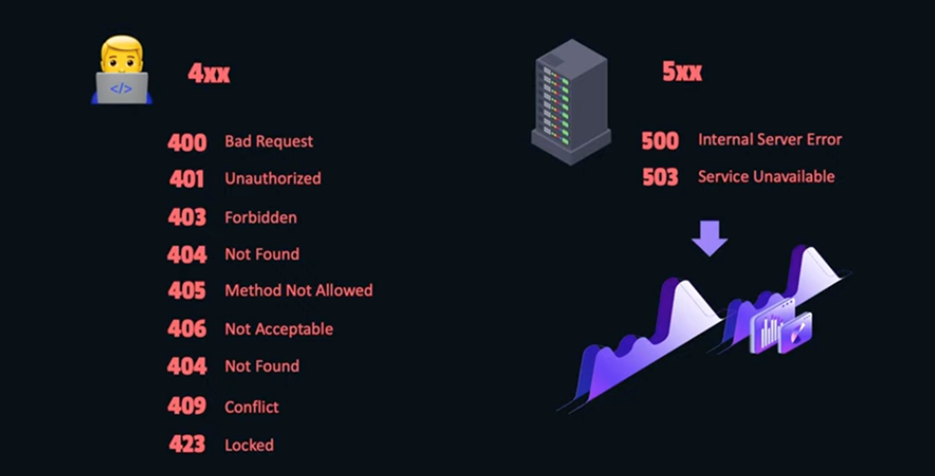 </>
4xx
400 Bad Request
401 Unauthorized
403 Forbidden
404 Not Found
405 Method Not Allowed
406 Not Acceptable
404 Not Found
409 Conflict
423 Locked
5xx
500 Internal Server Error
503 Service Unavailable